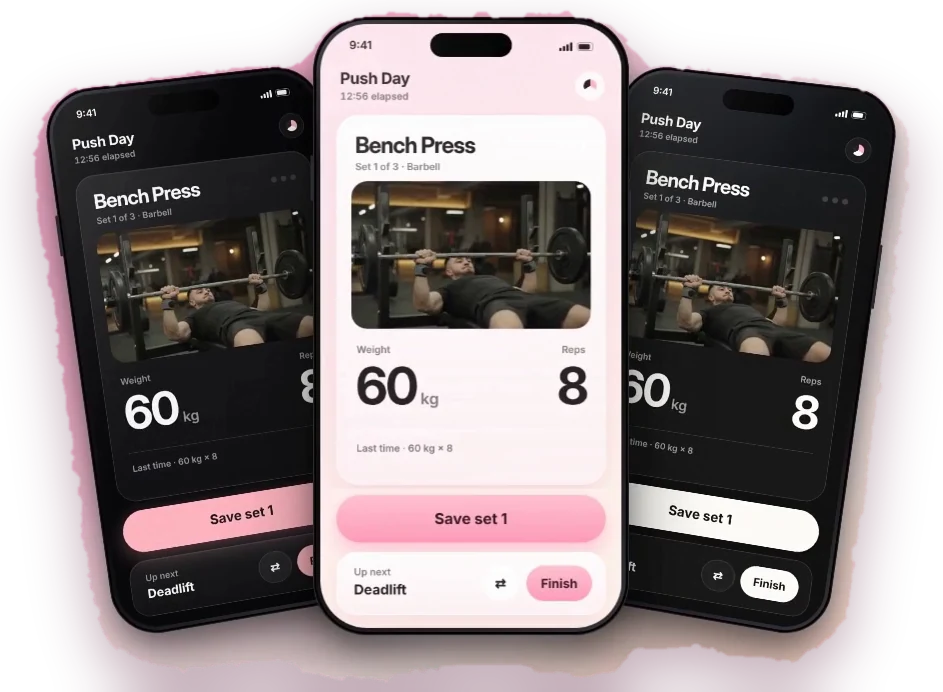 9:41
Push Day
12:56 elapsed
Bench Press
Set 1 of 3 · Barbell
Weight
60 kg
Reps
8
Last time · 60 kg × 8
Save set 1
Up next
Deadlift
9:41
Push Day
12:56 elapsed
Bench Press
Set 1 of 3 · Barbell
Weight
Reps
60 kg
8
Last time · 60 kg × 8
Save set 1
Up next
Deadlift
Finish
9:41
Push Day
12:56 elapsed
Bench Press
Set 1 of 3 · Barbell
Reps
60 kg
8
time · 60 kg × 8
Save set 1
Finish